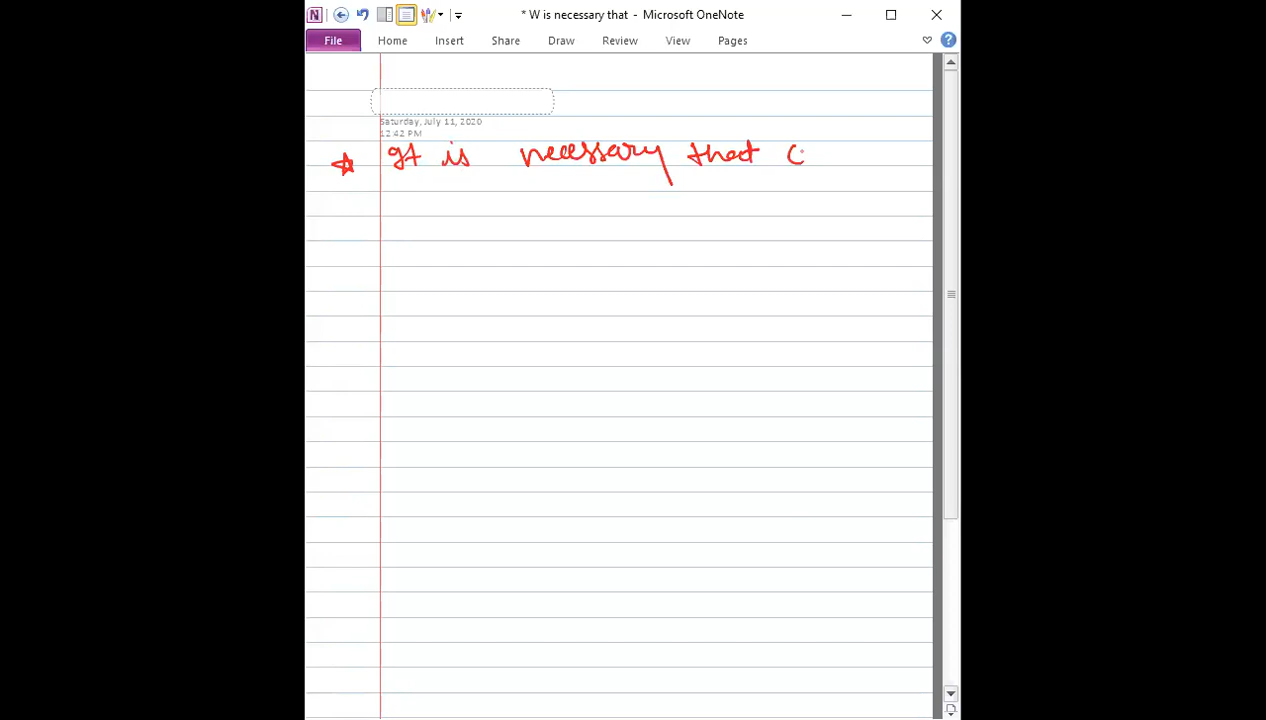 * W is necessary that - Microsoft OneNote
File Home Insert Share Draw Review View Pages
Saturday, July 11, 2020
12:42 PM
It is necessary that